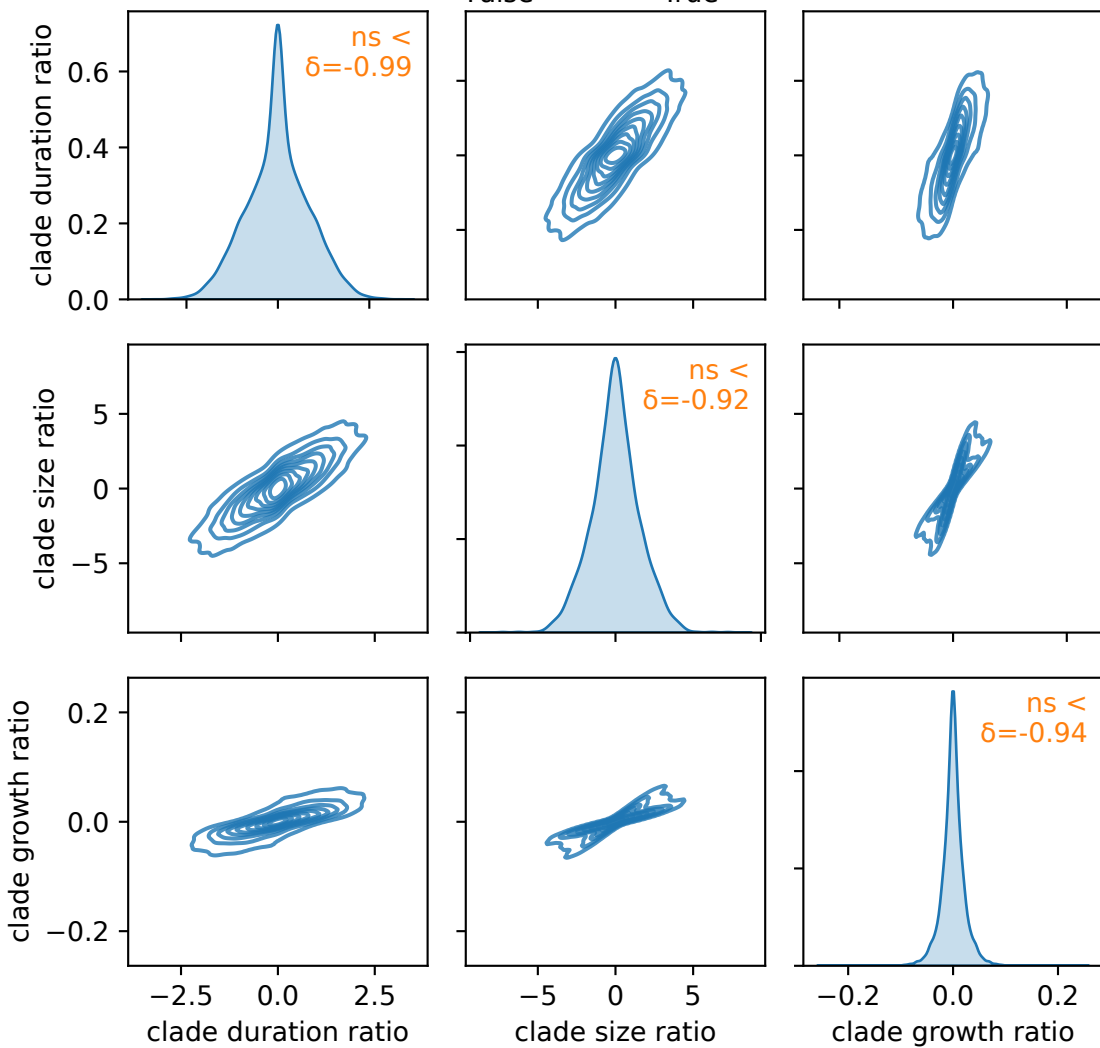 clade duration ratio
0.6
0.4
0.2
0.0
ns <
δ=-0.99
clade size ratio
5
0
−5
ns <
δ=-0.92
clade growth ratio
0.2
0.0
−0.2
ns <
δ=-0.94
−2.5 0.0 2.5
−5 0 5
−0.2 0.0 0.2
clade duration ratio
clade size ratio
clade growth ratio